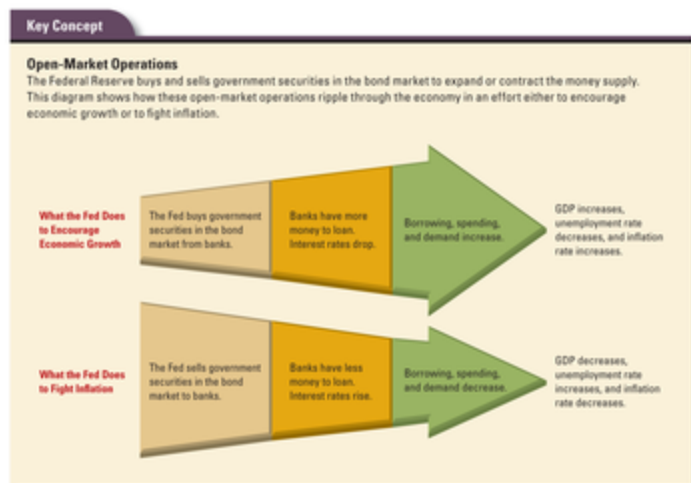 Key Concept
Open-Market Operations
The Federal Reserve buys and sells government securities in the bond market to expand or contract the money supply.
This diagram shows how these open-market operations ripple through the economy in an effort either to encourage
economic growth or to fight inflation.
What the Fed Does
to Encourage
Economic Growth
The Fed buys government
securities in the bond
market from banks.
Banks have more
money to loan.
Interest rates drop.
Borrowing, spending,
and demand increase.
GDP increases,
unemployment rate
decreases, and inflation
rate increases.
What the Fed Does
to Fight Inflation
The Fed sells government
securities in the bond
market to banks.
Banks have less
money to loan.
Interest rates rise.
Borrowing, spending,
and demand decrease.
GDP decreases,
unemployment rate
increases, and inflation
rate decreases.